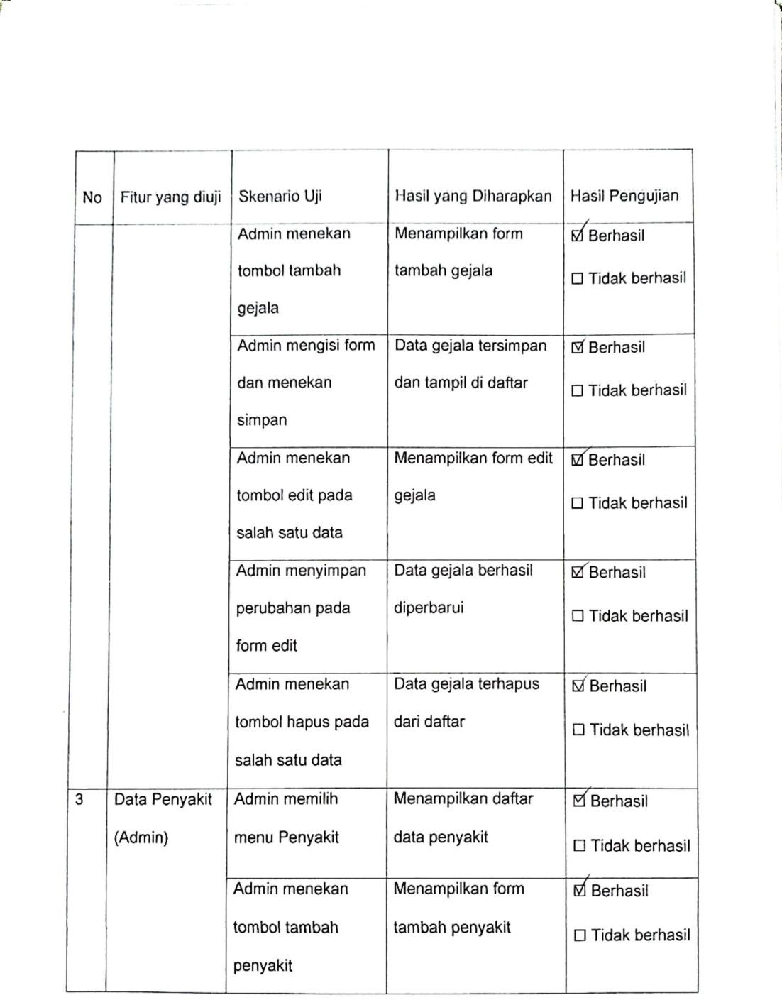 No Fitur yang diuji Skenario Uji Hasil yang Diharapkan Hasil Pengujian
Admin menekan Menampilkan form ☑ Berhasil
tombol tambah tambah gejala ☐ Tidak berhasil
gejala
Admin mengisi form Data gejala tersimpan ☑ Berhasil
dan menekan dan tampil di daftar ☐ Tidak berhasil
simpan
Admin menekan Menampilkan form edit ☑ Berhasil
tombol edit pada gejala ☐ Tidak berhasil
salah satu data
Admin menyimpan Data gejala berhasil ☑ Berhasil
perubahan pada diperbarui ☐ Tidak berhasil
form edit
Admin menekan Data gejala terhapus ☑ Berhasil
tombol hapus pada dari daftar ☐ Tidak berhasil
salah satu data
3 Data Penyakit Admin memilih Menampilkan daftar ☑ Berhasil
(Admin) menu Penyakit data penyakit ☐ Tidak berhasil
Admin menekan Menampilkan form ☑ Berhasil
tombol tambah tambah penyakit ☐ Tidak berhasil
penyakit